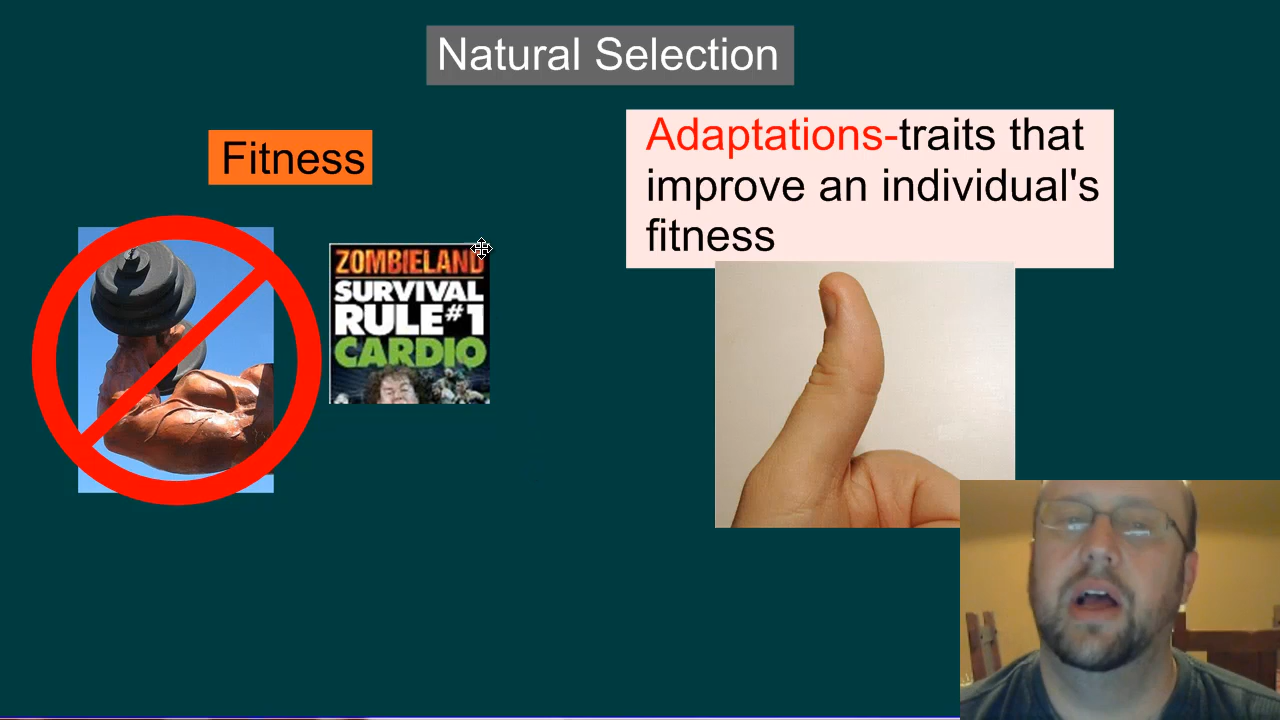 Natural Selection
Fitness
ZOMBIELAND
SURVIVAL
RULE#1
CARDIO
Adaptations-traits that
improve an individual's
fitness